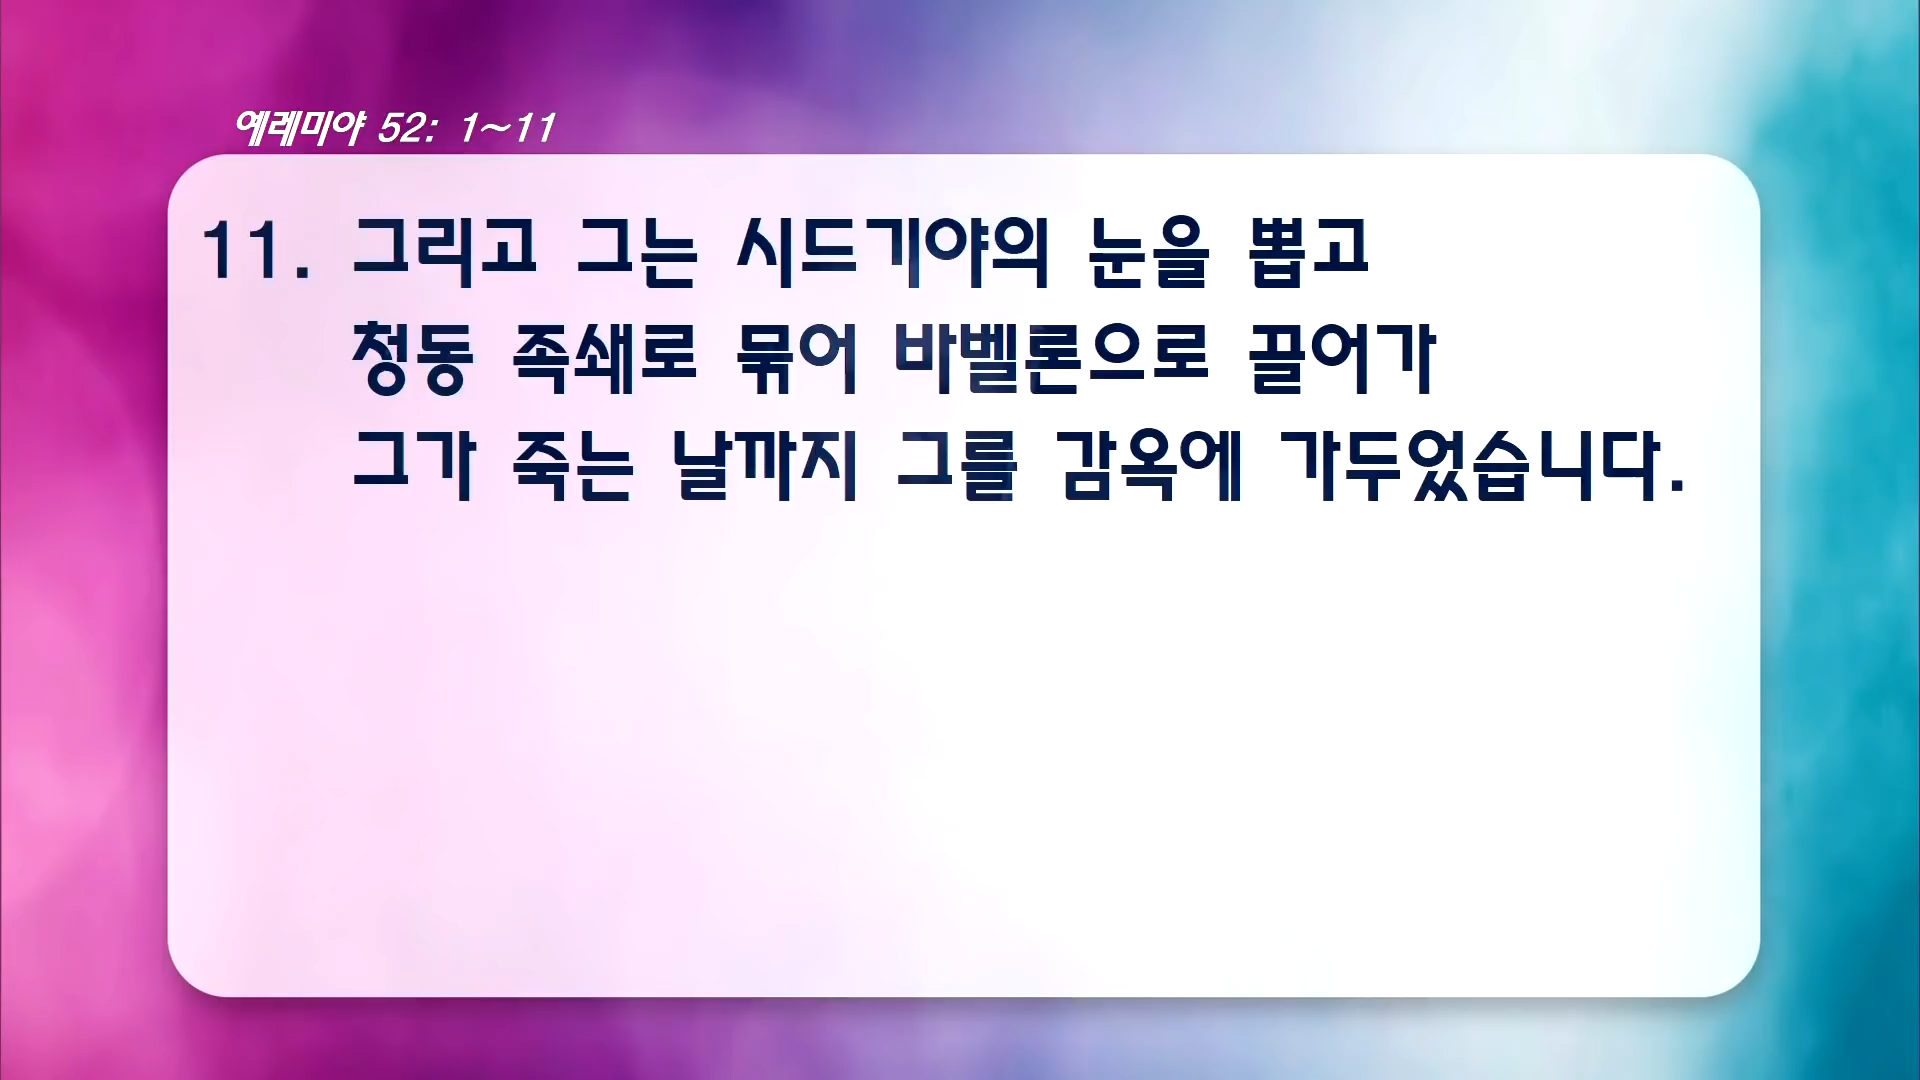 예레미야 52: 1~11
11. 그리고 그는 시드기야의 눈을 뽑고
청동 족쇄로 묶어 바벨론으로 끌어가
그가 죽는 날까지 그를 감옥에 가두었습니다.